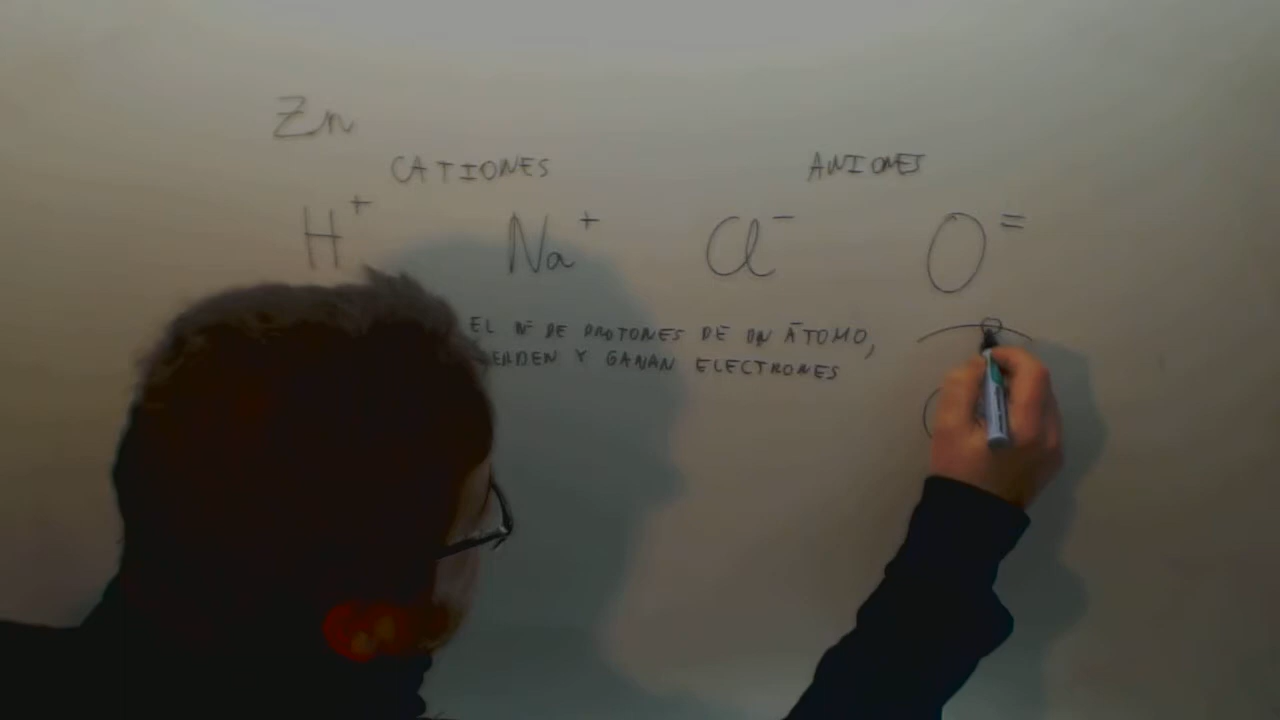 Zn
CATIONES ANIONES
H+ Na+ Cl- O=
EL Nº DE PROTONES DE UN ÁTOMO,
Y GANAN ELECTRONES